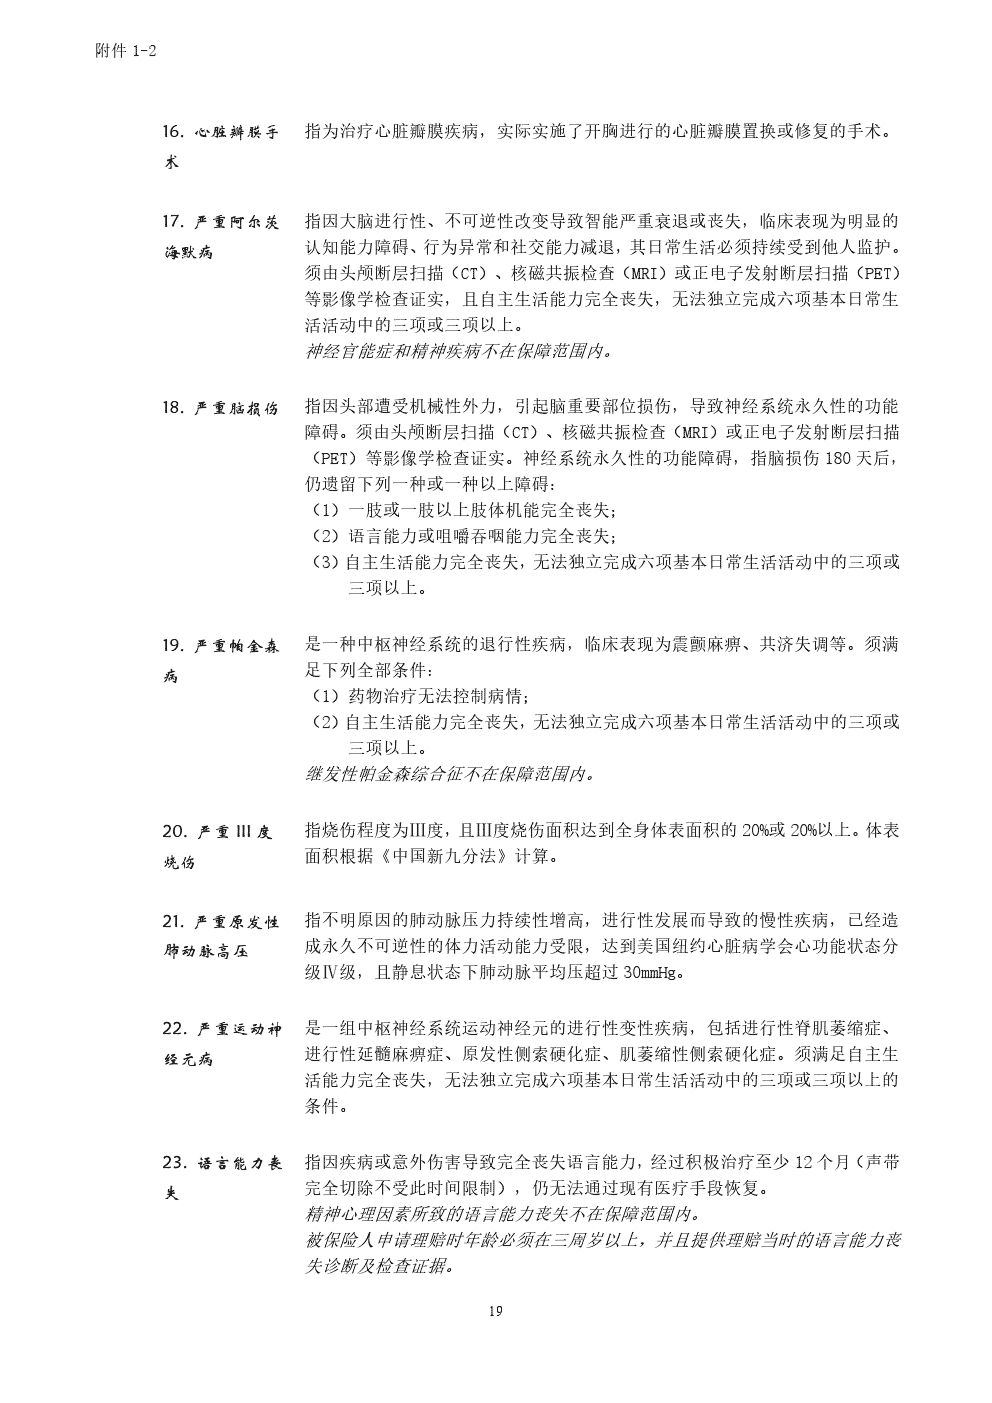 附件 1-2
16. 心脏瓣膜手术
指为治疗心脏瓣膜疾病，实际实施了开胸进行的心脏瓣膜置换或修复的手术。
17. 严重阿尔茨海默病
指因大脑进行性、不可逆性改变导致智能严重衰退或丧失，临床表现为明显的
认知能力障碍、行为异常和社交能力减退，其日常生活必须持续受到他人监护。
须由头颅断层扫描（CT）、核磁共振检查（MRI）或正电子发射断层扫描（PET）
等影像学检查证实，且自主生活能力完全丧失，无法独立完成六项基本日常生
活活动中的三项或三项以上。
神经官能症和精神疾病不在保障范围内。
18. 严重脑损伤
指因头部遭受机械性外力，引起脑重要部位损伤，导致神经系统永久性的功能
障碍。须由头颅断层扫描（CT）、核磁共振检查（MRI）或正电子发射断层扫描
（PET）等影像学检查证实。神经系统永久性的功能障碍，指脑损伤 180 天后，
仍遗留下列一种或一种以上障碍：
（1）一肢或一肢以上肢体机能完全丧失；
（2）语言能力或咀嚼吞咽能力完全丧失；
（3）自主生活能力完全丧失，无法独立完成六项基本日常生活活动中的三项或
三项以上。
19. 严重帕金森病
是一种中枢神经系统的退行性疾病，临床表现为震颤麻痹、共济失调等。须满
足下列全部条件：
（1）药物治疗无法控制病情；
（2）自主生活能力完全丧失，无法独立完成六项基本日常生活活动中的三项或
三项以上。
继发性帕金森综合征不在保障范围内。
20. 严重 III 度烧伤
指烧伤程度为Ⅲ度，且Ⅲ度烧伤面积达到全身体表面积的 20%或 20%以上。体表
面积根据《中国新九分法》计算。
21. 严重原发性肺动脉高压
指不明原因的肺动脉压力持续性增高，进行性发展而导致的慢性疾病，已经造
成永久不可逆性的体力活动能力受限，达到美国纽约心脏病学会心功能状态分
级Ⅳ级，且静息状态下肺动脉平均压超过 30mmHg。
22. 严重运动神经元病
是一组中枢神经系统运动神经元的进行性变性疾病，包括进行性脊肌萎缩症、
进行性延髓麻痹症、原发性侧索硬化症、肌萎缩性侧索硬化症。须满足自主生
活能力完全丧失，无法独立完成六项基本日常生活活动中的三项或三项以上的
条件。
23. 语言能力丧失
指因疾病或意外伤害导致完全丧失语言能力，经过积极治疗至少 12 个月（声带
完全切除不受此时间限制），仍无法通过现有医疗手段恢复。
精神心理因素所致的语言能力丧失不在保障范围内。
被保险人申请理赔时年龄必须在三周岁以上，并且提供理赔当时的语言能力丧
失诊断及检查证据。
19